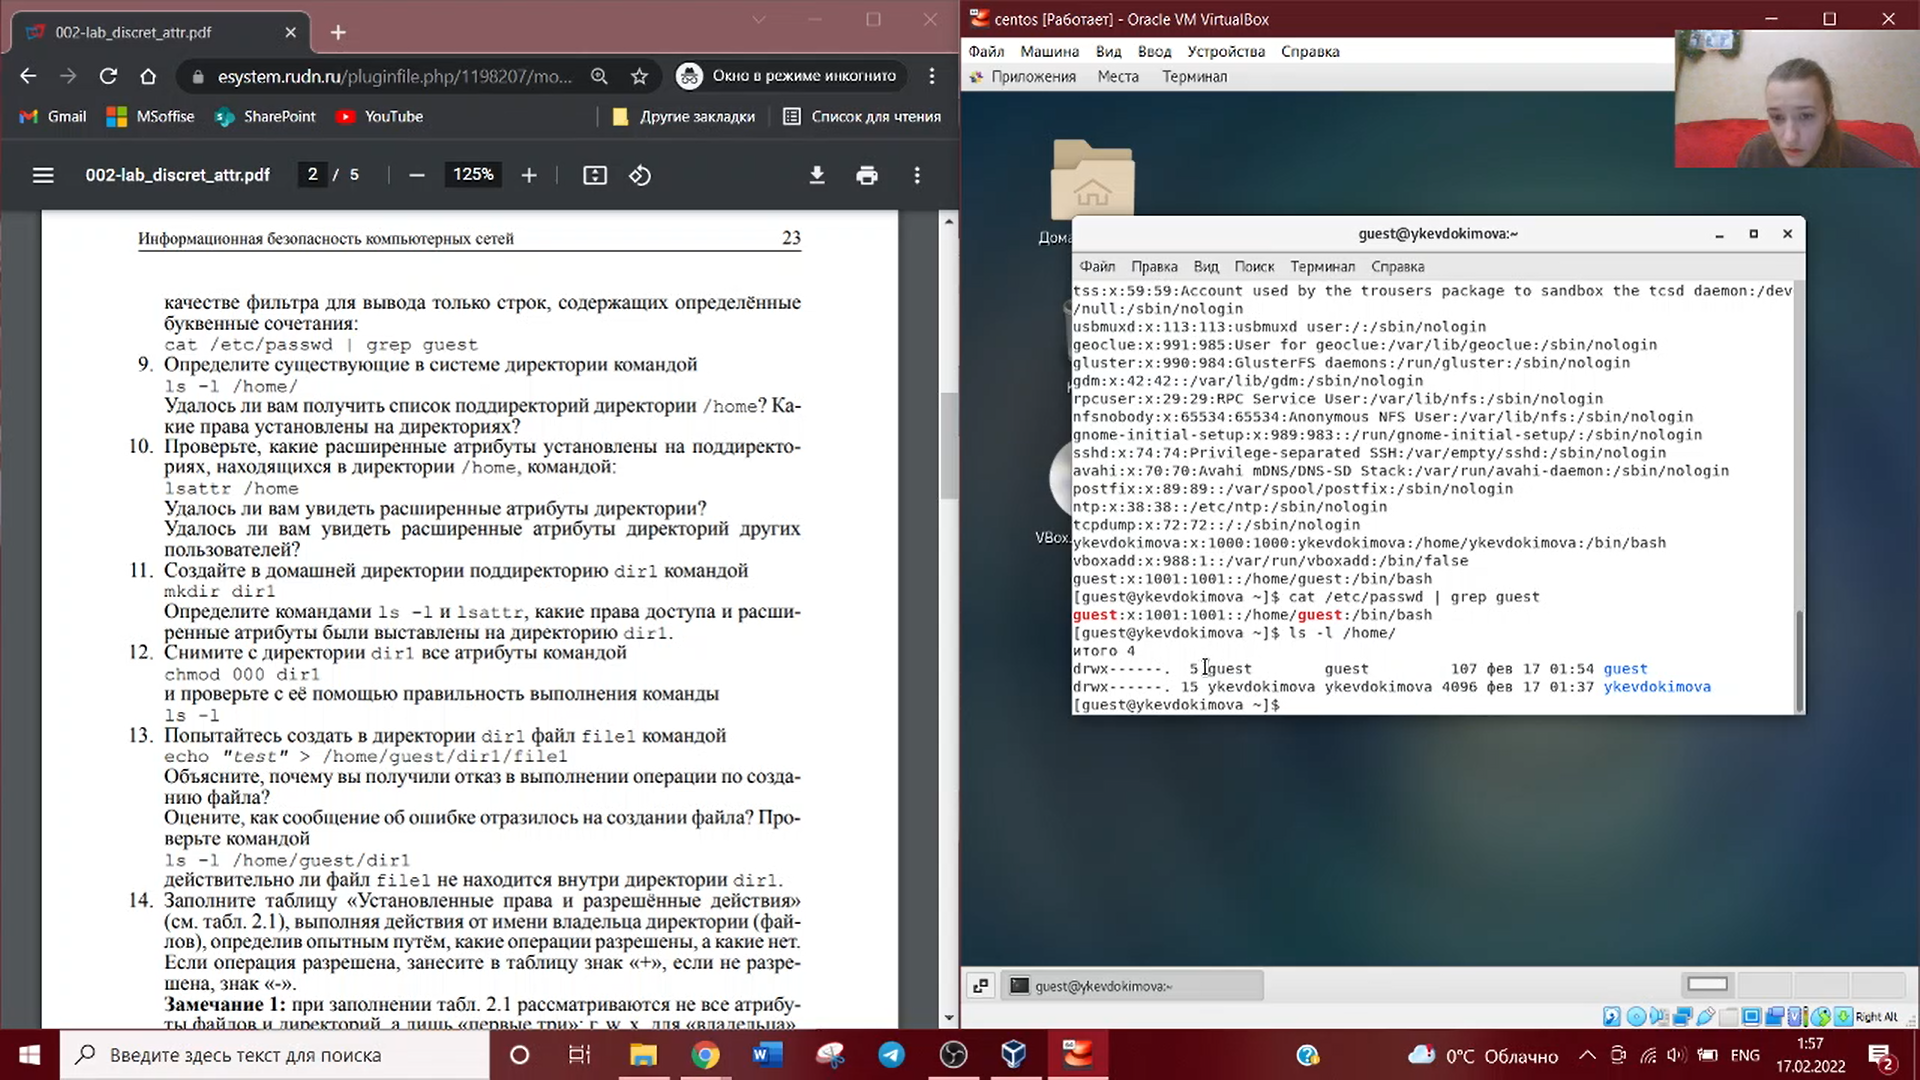 002-lab_discret_attr.pdf
esystem.rudn.ru/pluginfile.php/1198207/mo...
Окно в режиме инкогнито
Gmail
MSoffise
SharePoint
YouTube
Другие закладки
Список для чтения
002-lab_discret_attr.pdf
2 / 5
125%
Информационная безопасность компьютерных сетей 23
качестве фильтра для вывода только строк, содержащих определённые
буквенные сочетания:
cat /etc/passwd | grep guest
9. Определите существующие в системе директории командой
ls -l /home/
Удалось ли вам получить список поддиректорий директории /home? Ка-
кие права установлены на директориях?
10. Проверьте, какие расширенные атрибуты установлены на поддиректо-
риях, находящихся в директории /home, командой:
lsattr /home
Удалось ли вам увидеть расширенные атрибуты директории?
Удалось ли вам увидеть расширенные атрибуты директорий других
пользователей?
11. Создайте в домашней директории поддиректорию dir1 командой
mkdir dir1
Определите командами ls -l и lsattr, какие права доступа и расши-
ренные атрибуты были выставлены на директорию dir1.
12. Снимите с директории dir1 все атрибуты командой
chmod 000 dir1
и проверьте с её помощью правильность выполнения команды
ls -l
13. Попытайтесь создать в директории dir1 файл file1 командой
echo "test" > /home/guest/dir1/file1
Объясните, почему вы получили отказ в выполнении операции по созда-
нию файла?
Оцените, как сообщение об ошибке отразилось на создании файла? Про-
верьте командой
ls -l /home/guest/dir1
действительно ли файл file1 не находится внутри директории dir1.
14. Заполните таблицу «Установленные права и разрешённые действия»
(см. табл. 2.1), выполняя действия от имени владельца директории (фай-
лов), определив опытным путём, какие операции разрешены, а какие нет.
Если операция разрешена, занесите в таблицу знак «+», если не разре-
шена, знак «-».
Замечание 1: при заполнении табл. 2.1 рассматриваются не все атрибу-
ты файлов и директорий, а лишь «первые три»: r, w, x, для «владельца».
centos [Работает] - Oracle VM VirtualBox
Файл Машина Вид Ввод Устройства Справка
Приложения Места Терминал
Дома
VBox
guest@ykevdokimova:~
Файл Правка Вид Поиск Терминал Справка
tss:x:59:59:Account used by the trousers package to sandbox the tcsd daemon:/dev
/null:/sbin/nologin
usbmuxd:x:113:113:usbmuxd user:/:/sbin/nologin
geoclue:x:991:985:User for geoclue:/var/lib/geoclue:/sbin/nologin
gluster:x:990:984:GlusterFS daemons:/run/gluster:/sbin/nologin
gdm:x:42:42::/var/lib/gdm:/sbin/nologin
rpcuser:x:29:29:RPC Service User:/var/lib/nfs:/sbin/nologin
nfsnobody:x:65534:65534:Anonymous NFS User:/var/lib/nfs:/sbin/nologin
gnome-initial-setup:x:989:983::/run/gnome-initial-setup/:/sbin/nologin
sshd:x:74:74:Privilege-separated SSH:/var/empty/sshd:/sbin/nologin
avahi:x:70:70:Avahi mDNS/DNS-SD Stack:/var/run/avahi-daemon:/sbin/nologin
postfix:x:89:89::/var/spool/postfix:/sbin/nologin
ntp:x:38:38::/etc/ntp:/sbin/nologin
tcpdump:x:72:72::/:/sbin/nologin
ykevdokimova:x:1000:1000:ykevdokimova:/home/ykevdokimova:/bin/bash
vboxadd:x:988:1::/var/run/vboxadd:/bin/false
guest:x:1001:1001::/home/guest:/bin/bash
[guest@ykevdokimova ~]$ cat /etc/passwd | grep guest
guest:x:1001:1001::/home/guest:/bin/bash
[guest@ykevdokimova ~]$ ls -l /home/
итого 4
drwx------. 5 guest guest 107 фев 17 01:54 guest
drwx------. 15 ykevdokimova ykevdokimova 4096 фев 17 01:37 ykevdokimova
[guest@ykevdokimova ~]$
guest@ykevdokimova:~
Right Alt
Введите здесь текст для поиска
0°C Облачно
ENG
1:57
17.02.2022
2